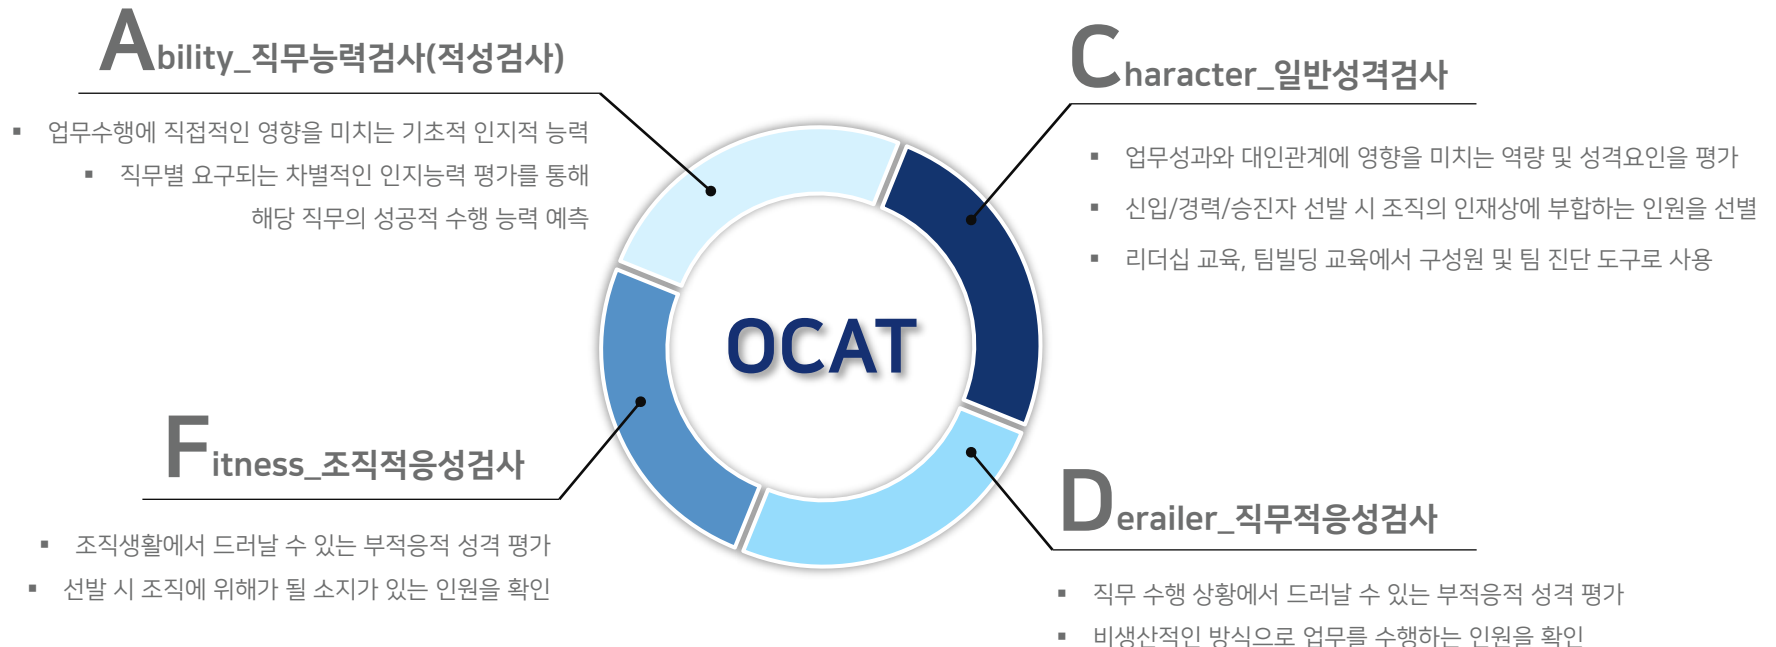 Ability_직무능력검사(적성검사)
▪ 업무수행에 직접적인 영향을 미치는 기초적 인지적 능력
▪ 직무별 요구되는 차별적인 인지능력 평가를 통해
해당 직무의 성공적 수행 능력 예측
Character_일반성격검사
▪ 업무성과와 대인관계에 영향을 미치는 역량 및 성격요인을 평가
▪ 신입/경력/승진자 선발 시 조직의 인재상에 부합하는 인원을 선별
▪ 리더십 교육, 팀빌딩 교육에서 구성원 및 팀 진단 도구로 사용
OCAT
Fitness_조직적응성검사
▪ 조직생활에서 드러날 수 있는 부적응적 성격 평가
▪ 선발 시 조직에 위해가 될 소지가 있는 인원을 확인
Derailer_직무적응성검사
▪ 직무 수행 상황에서 드러날 수 있는 부적응적 성격 평가
▪ 비생산적인 방식으로 업무를 수행하는 인원을 확인